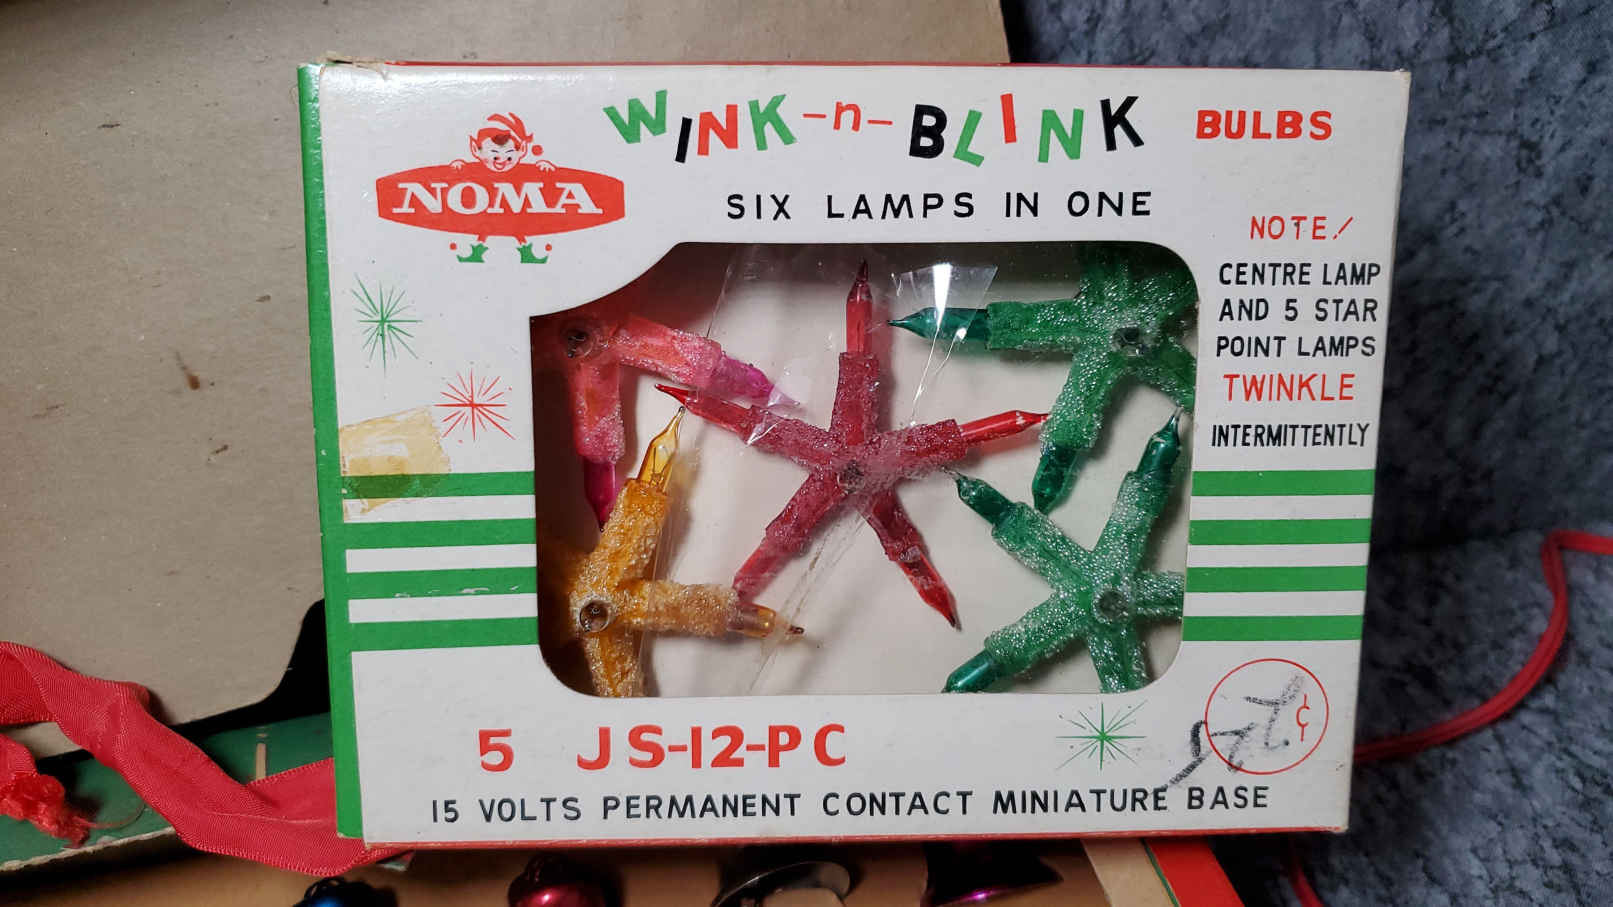 WINK-n-BLINK BULBS
NOMA
SIX LAMPS IN ONE
NOTE!
CENTRE LAMP
AND 5 STAR
POINT LAMPS
TWINKLE
INTERMITTENTLY
5 JS-12-PC
¢
15 VOLTS PERMANENT CONTACT MINIATURE BASE